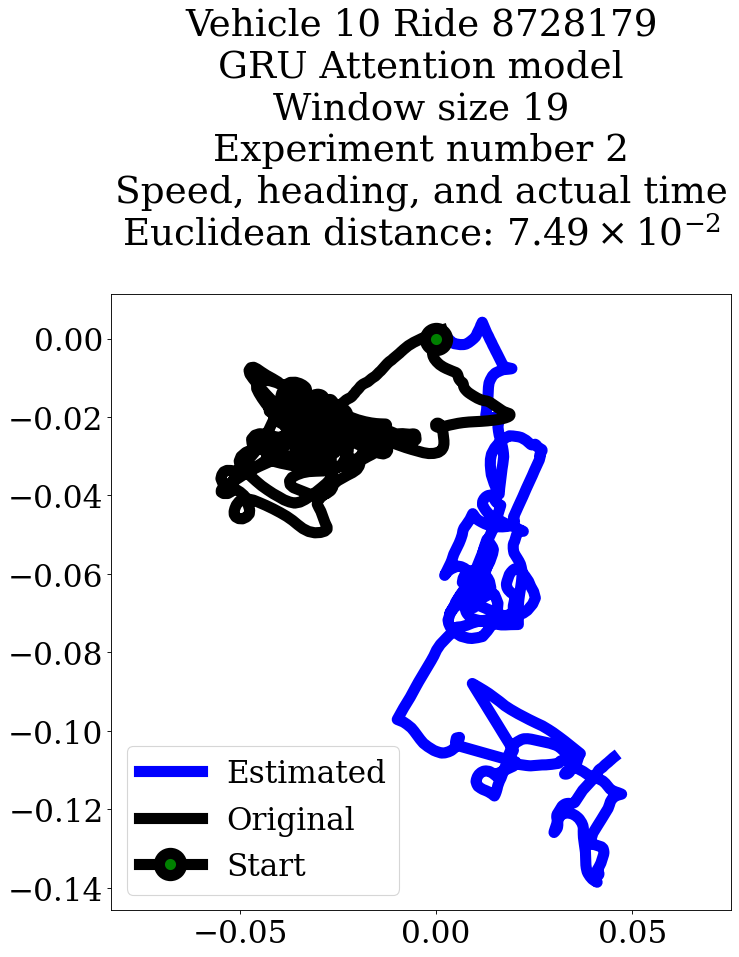 Vehicle 10 Ride 8728179
GRU Attention model
Window size 19
Experiment number 2
Speed, heading, and actual time
Euclidean distance: 7.49 × 10⁻²
0.00
−0.02
−0.04
−0.06
−0.08
−0.10
−0.12
−0.14
Estimated
Original
Start
−0.05
0.00
0.05